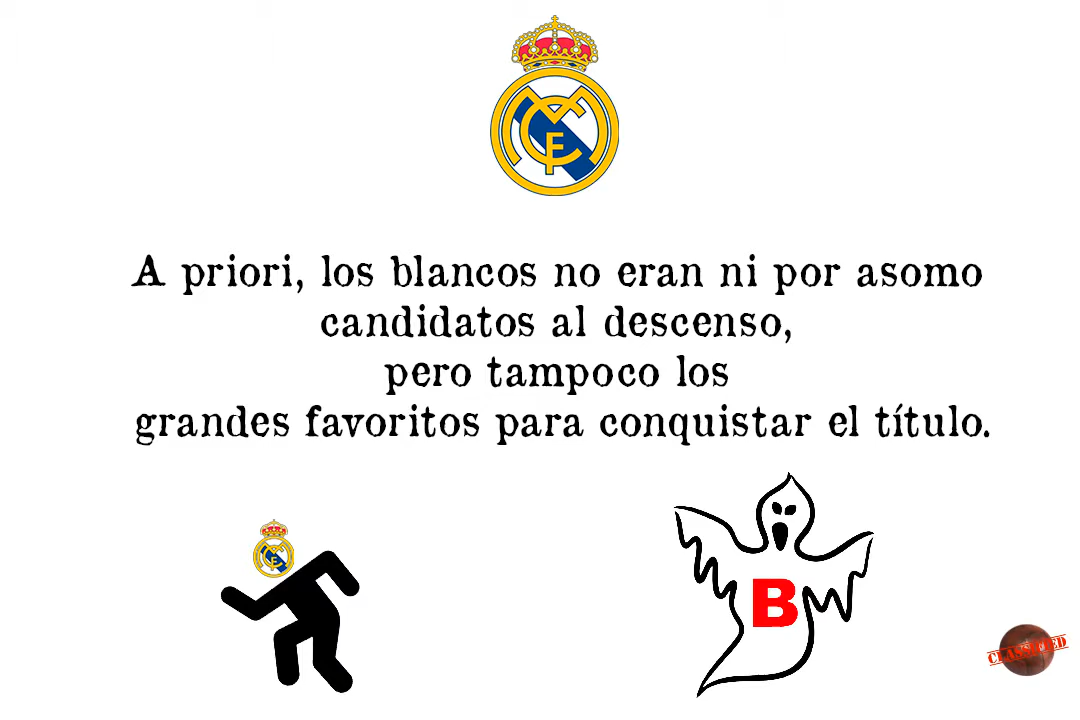 A priori, los blancos no eran ni por asomo
candidatos al descenso,
pero tampoco los
grandes favoritos para conquistar el título.
B
CLASSIFIED